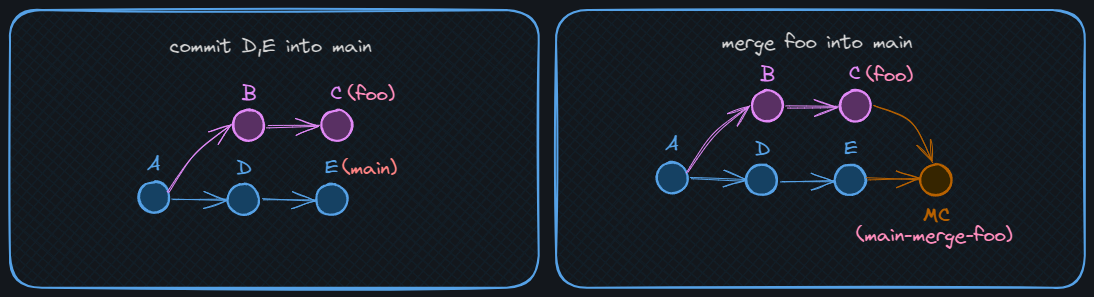 commit D,E into main
B
C (foo)
A
D
E (main)
merge foo into main
B
C (foo)
A
D
E
MC
(main-merge-foo)